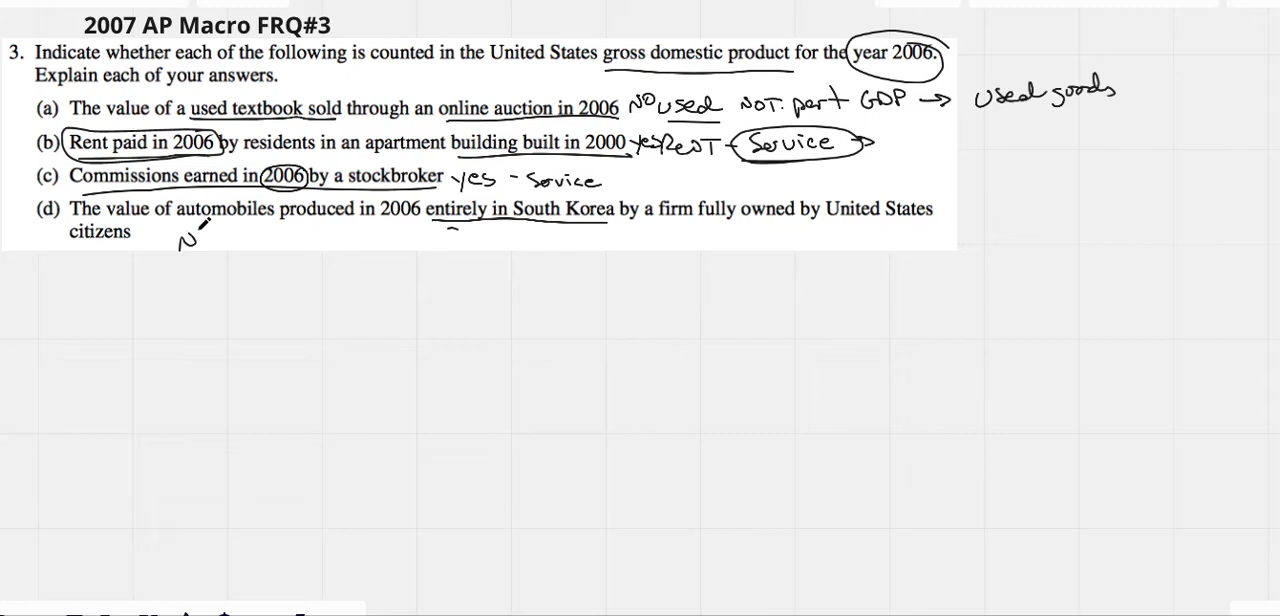 2007 AP Macro FRQ#3
3. Indicate whether each of the following is counted in the United States gross domestic product for the year 2006.
Explain each of your answers.
(a) The value of a used textbook sold through an online auction in 2006 NO used NOT. part GDP → used goods
(b) Rent paid in 2006 by residents in an apartment building built in 2000 yes Rent - Service →
(c) Commissions earned in 2006 by a stockbroker yes - Service
(d) The value of automobiles produced in 2006 entirely in South Korea by a firm fully owned by United States
citizens
N